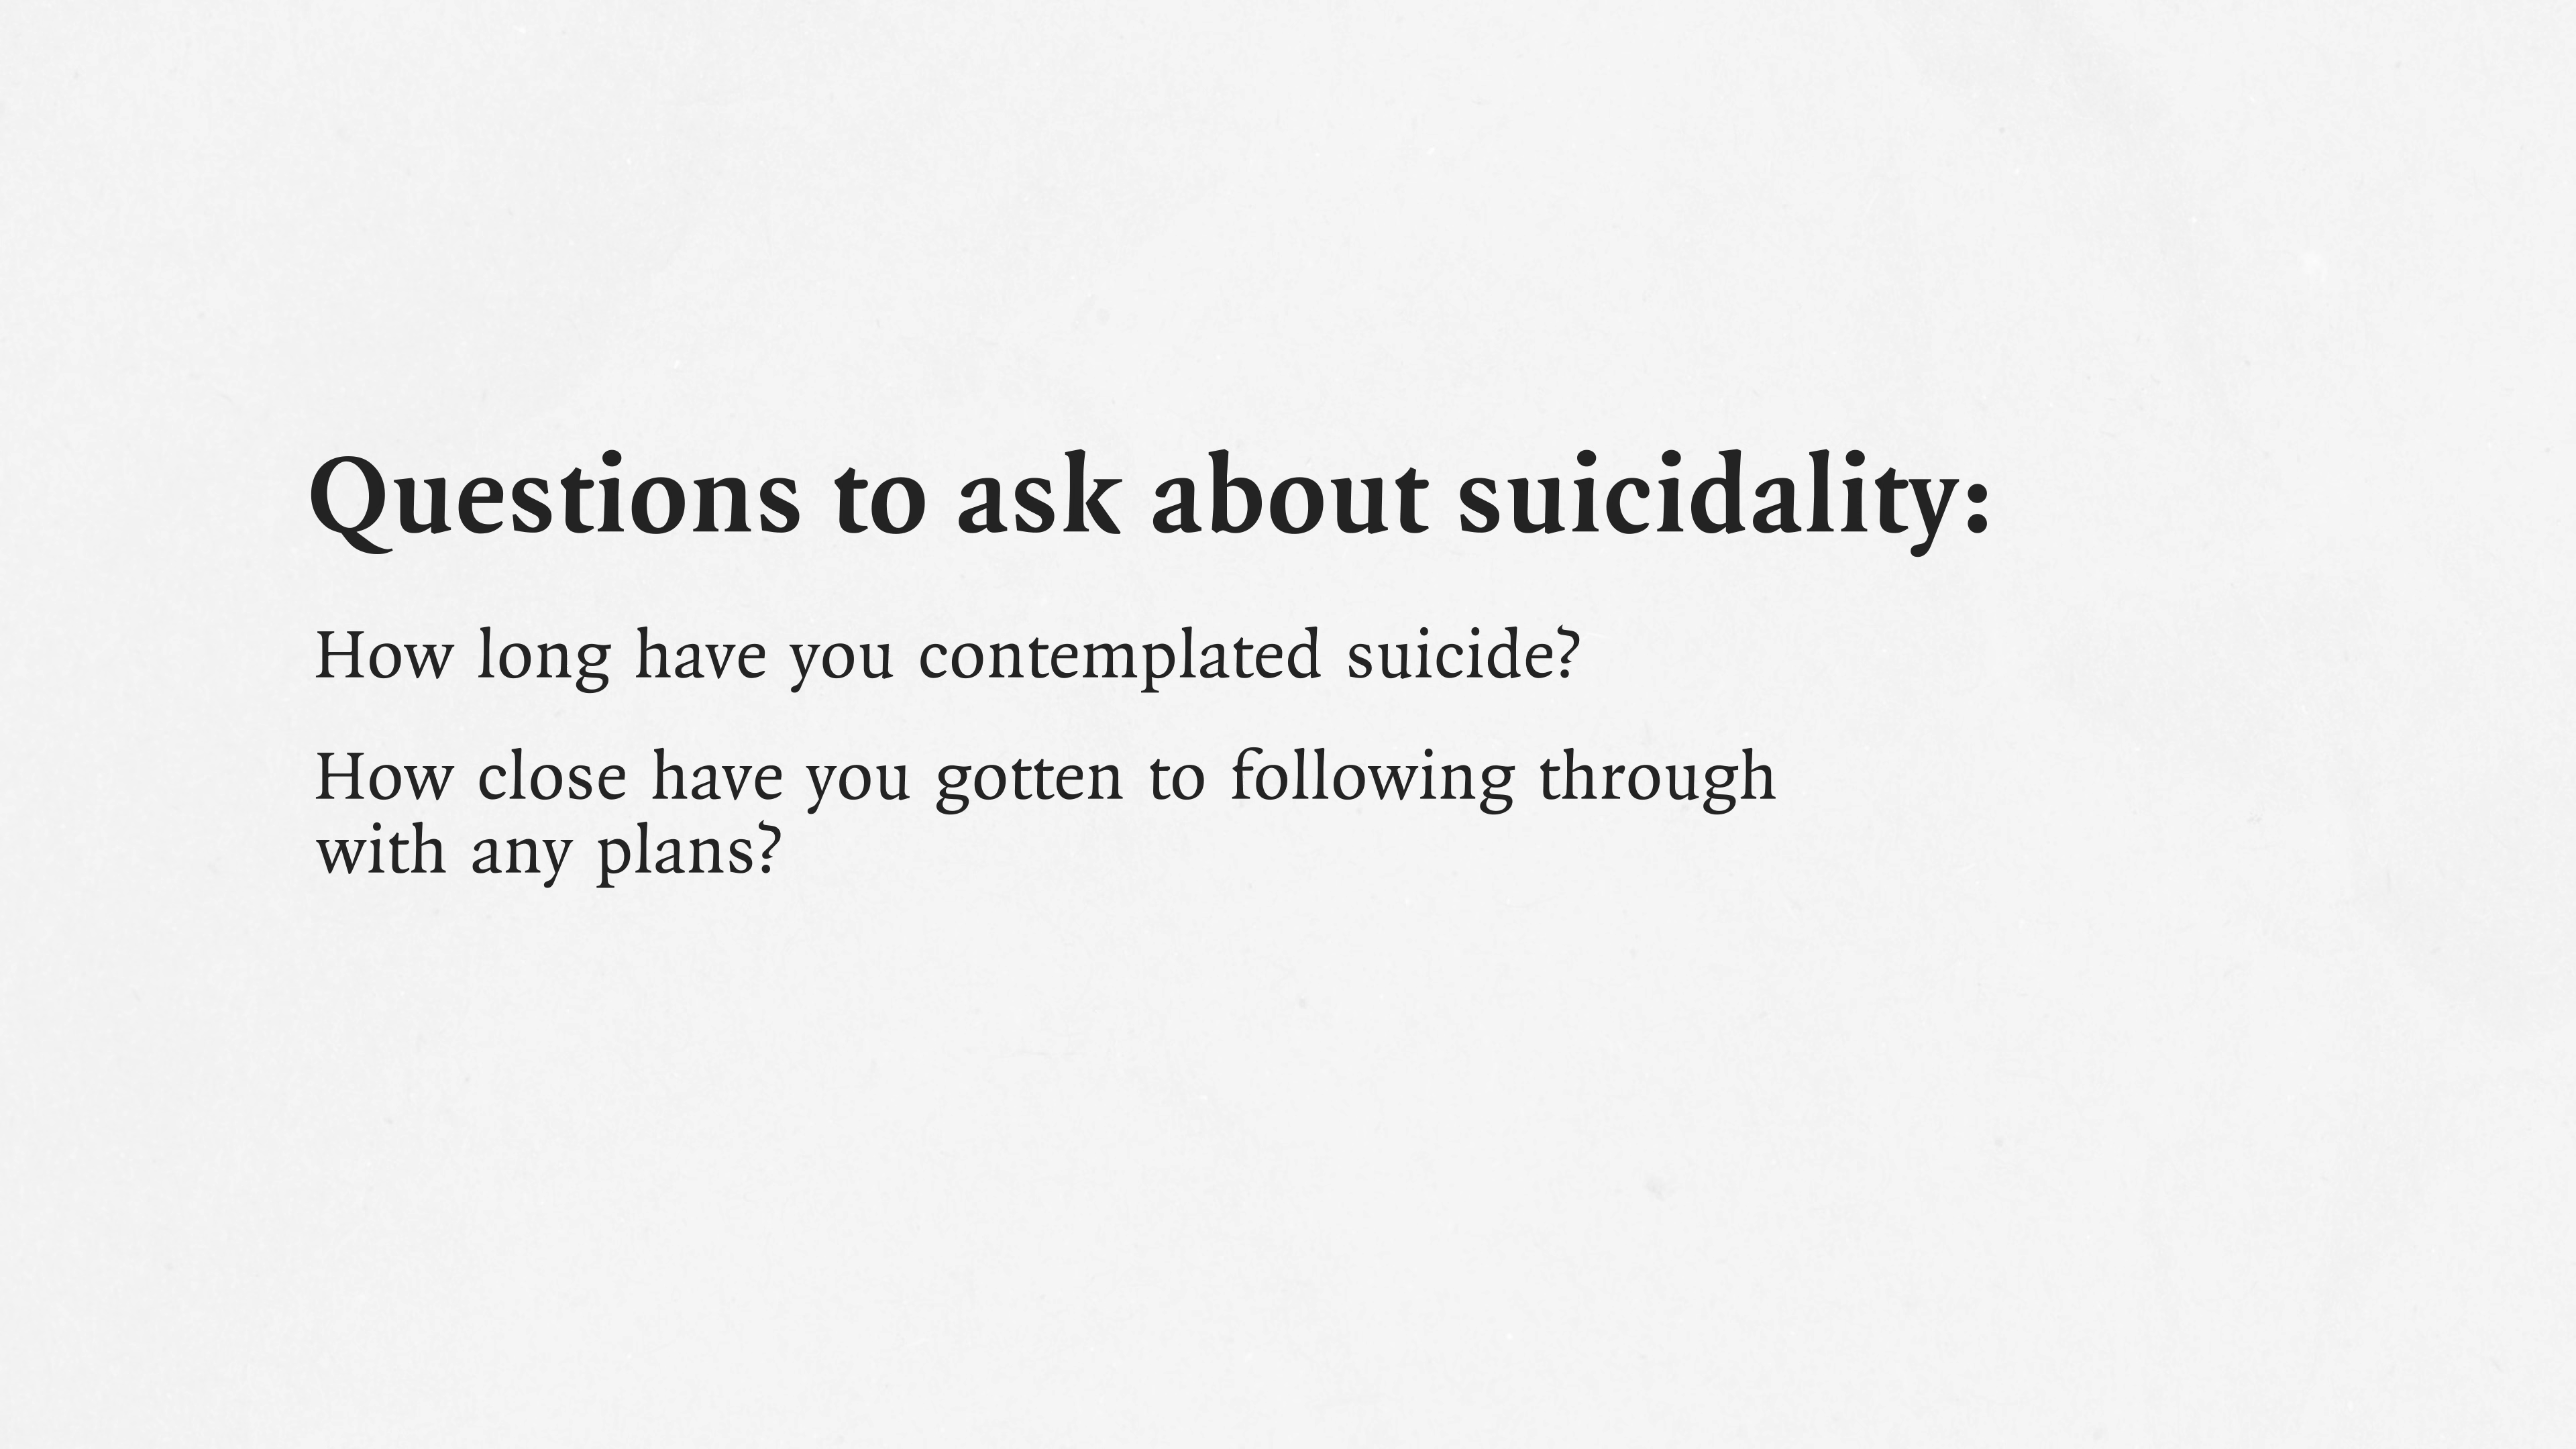 Questions to ask about suicidality:
How long have you contemplated suicide?
How close have you gotten to following through
with any plans?